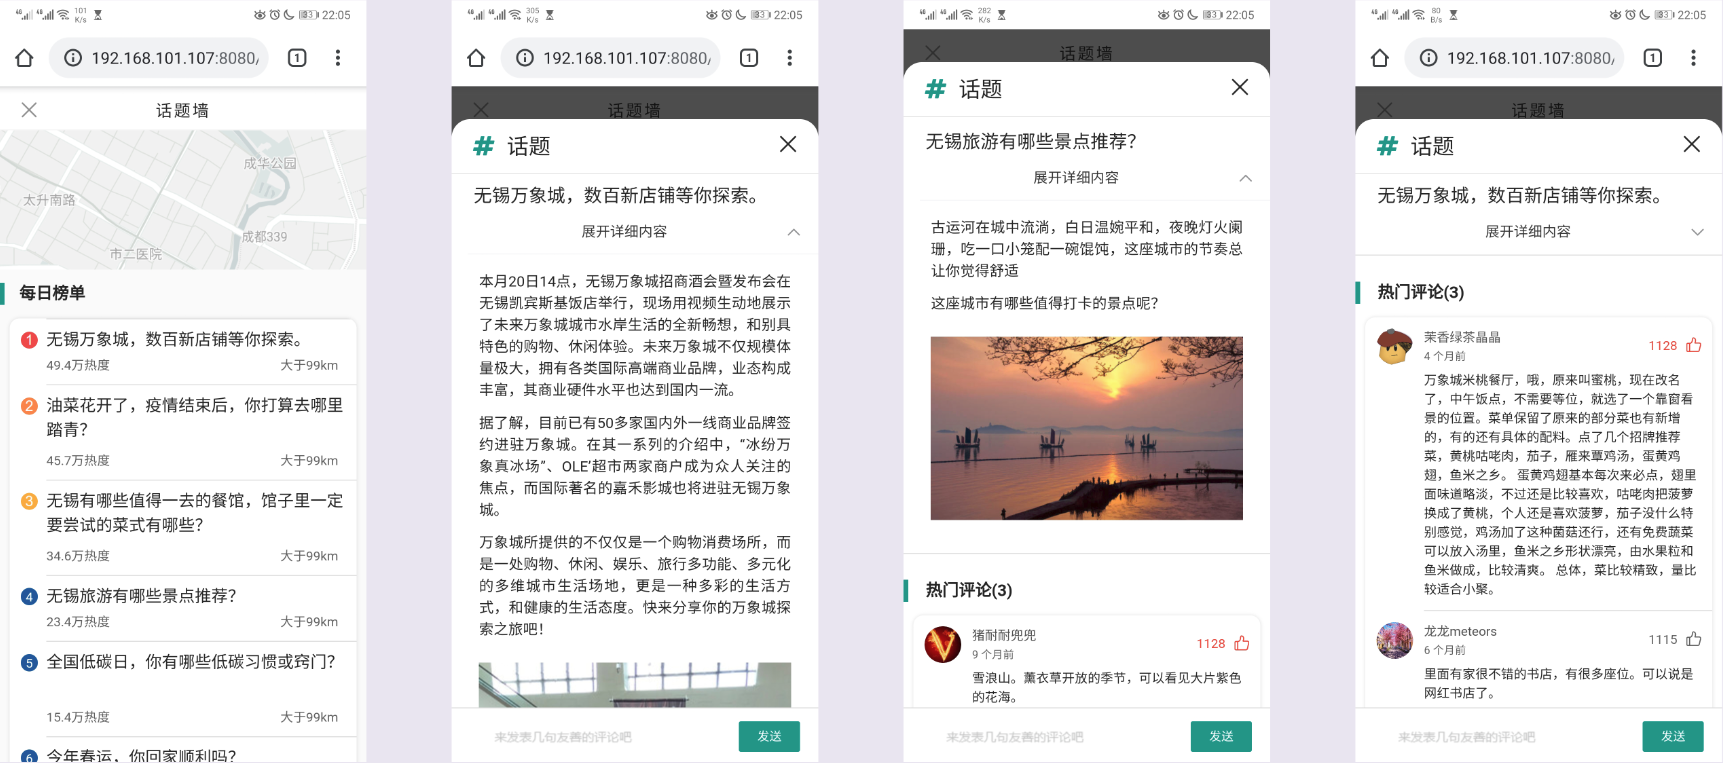 4G 4G 101 K/s 83 22:05
192.168.101.107:8080/ 1
话题墙
成华公园
太升南路
成都339
市二医院
每日榜单
1 无锡万象城，数百新店铺等你探索。
49.4万热度 大于99km
2 油菜花开了，疫情结束后，你打算去哪里
踏青？
45.7万热度 大于99km
3 无锡有哪些值得一去的餐馆，馆子里一定
要尝试的菜式有哪些？
34.6万热度 大于99km
4 无锡旅游有哪些景点推荐？
23.4万热度 大于99km
5 全国低碳日，你有哪些低碳习惯或窍门？
15.4万热度 大于99km
6 今年春运，你回家顺利吗？
4G 4G 305 K/s 83 22:05
192.168.101.107:8080/ 1
话题墙
# 话题
无锡万象城，数百新店铺等你探索。
展开详细内容
本月20日14点，无锡万象城招商酒会暨发布会在
无锡凯宾斯基饭店举行，现场用视频生动地展示
了未来万象城城市水岸生活的全新畅想，和别具
特色的购物、休闲体验。未来万象城不仅规模体
量极大，拥有各类国际高端商业品牌，业态构成
丰富，其商业硬件水平也达到国内一流。
据了解，目前已有50多家国内外一线商业品牌签
约进驻万象城。在其一系列的介绍中，“冰纷万
象真冰场”、OLE’超市两家商户成为众人关注的
焦点，而国际著名的嘉禾影城也将进驻无锡万象
城。
万象城所提供的不仅仅是一个购物消费场所，而
是一处购物、休闲、娱乐、旅行多功能、多元化
的多维城市生活场地，更是一种多彩的生活方
式，和健康的生活态度。快来分享你的万象城探
索之旅吧！
来发表几句友善的评论吧 发送
4G 4G 282 K/s 83 22:05
话题墙
# 话题
无锡旅游有哪些景点推荐？
展开详细内容
古运河在城中流淌，白日温婉平和，夜晚灯火阑
珊，吃一口小笼配一碗馄饨，这座城市的节奏总
让你觉得舒适
这座城市有哪些值得打卡的景点呢？
热门评论(3)
猪耐耐兜兜 1128
9 个月前
雪浪山。薰衣草开放的季节，可以看见大片紫色
的花海。
来发表几句友善的评论吧 发送
4G 4G 80 B/s 83 22:05
192.168.101.107:8080/ 1
话题墙
# 话题
无锡万象城，数百新店铺等你探索。
展开详细内容
热门评论(3)
茉香绿茶晶晶 1128
4 个月前
万象城米桃餐厅，哦，原来叫蜜桃，现在改名
了，中午饭点，不需要等位，就选了一个靠窗看
景的位置。菜单保留了原来的部分菜也有新增
的，有的还有具体的配料。点了几个招牌推荐
菜，黄桃咕咾肉，茄子，雁来蕈鸡汤，蛋黄鸡
翅，鱼米之乡。 蛋黄鸡翅基本每次来必点，翅里
面味道略淡，不过还是比较喜欢，咕咾肉把菠萝
换成了黄桃，个人还是喜欢菠萝，茄子没什么特
别感觉，鸡汤加了这种菌菇还行，还有免费蔬菜
可以放入汤里，鱼米之乡形状漂亮，由水果粒和
鱼米做成，比较清爽。 总体，菜比较精致，量比
较适合小聚。
龙龙meteors 1115
6 个月前
里面有家很不错的书店，有很多座位。可以说是
网红书店了。
来发表几句友善的评论吧 发送